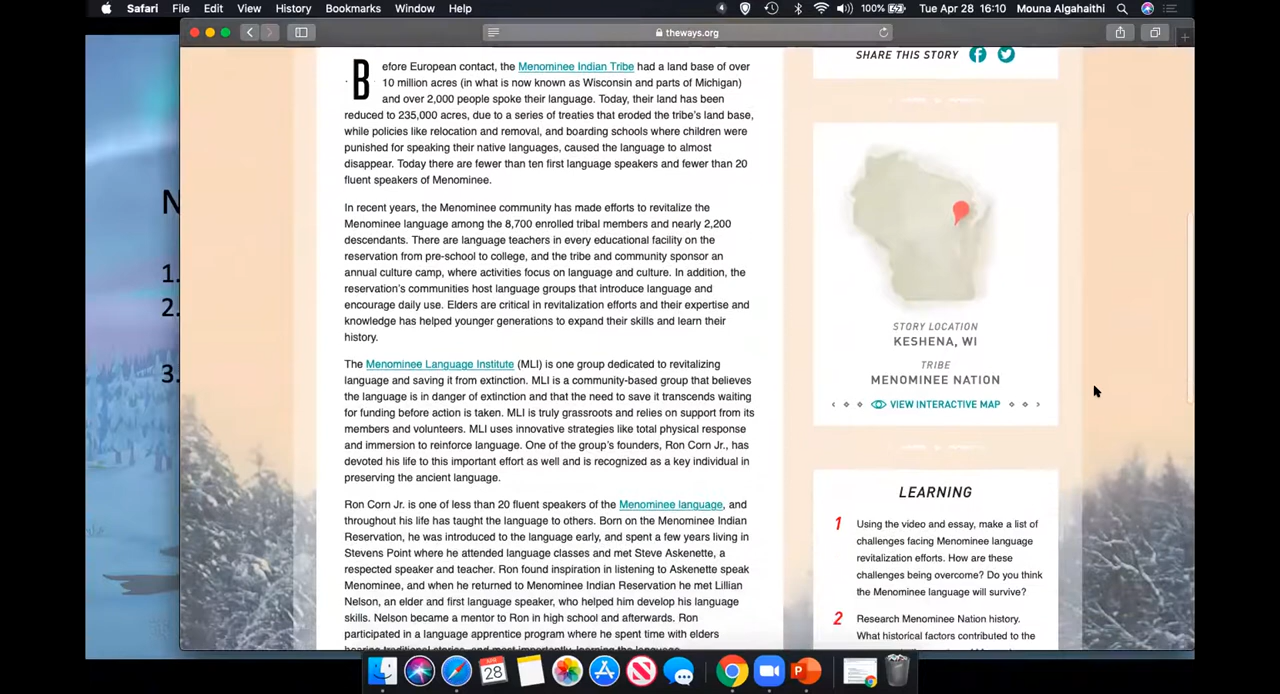 Safari File Edit View History Bookmarks Window Help 4 100% Tue Apr 28 16:10 Mouna Algahaithi
theways.org
Before European contact, the Menominee Indian Tribe had a land base of over
10 million acres (in what is now known as Wisconsin and parts of Michigan)
and over 2,000 people spoke their language. Today, their land has been
reduced to 235,000 acres, due to a series of treaties that eroded the tribe's land base,
while policies like relocation and removal, and boarding schools where children were
punished for speaking their native languages, caused the language to almost
disappear. Today there are fewer than ten first language speakers and fewer than 20
fluent speakers of Menominee.
In recent years, the Menominee community has made efforts to revitalize the
Menominee language among the 8,700 enrolled tribal members and nearly 2,200
descendants. There are language teachers in every educational facility on the
reservation from pre-school to college, and the tribe and community sponsor an
annual culture camp, where activities focus on language and culture. In addition, the
reservation's communities host language groups that introduce language and
encourage daily use. Elders are critical in revitalization efforts and their expertise and
knowledge has helped younger generations to expand their skills and learn their
history.
The Menominee Language Institute (MLI) is one group dedicated to revitalizing
language and saving it from extinction. MLI is a community-based group that believes
the language is in danger of extinction and that the need to save it transcends waiting
for funding before action is taken. MLI is truly grassroots and relies on support from its
members and volunteers. MLI uses innovative strategies like total physical response
and immersion to reinforce language. One of the group's founders, Ron Corn Jr., has
devoted his life to this important effort as well and is recognized as a key individual in
preserving the ancient language.
Ron Corn Jr. is one of less than 20 fluent speakers of the Menominee language, and
throughout his life has taught the language to others. Born on the Menominee Indian
Reservation, he was introduced to the language early, and spent a few years living in
Stevens Point where he attended language classes and met Steve Askenette, a
respected speaker and teacher. Ron found inspiration in listening to Askenette speak
Menominee, and when he returned to Menominee Indian Reservation he met Lillian
Nelson, an elder and first language speaker, who helped him develop his language
skills. Nelson became a mentor to Ron in high school and afterwards. Ron
participated in a language apprentice program where he spent time with elders
hearing traditional stories, and most importantly, learning the language.
SHARE THIS STORY
STORY LOCATION
KESHENA, WI
TRIBE
MENOMINEE NATION
VIEW INTERACTIVE MAP
LEARNING
1 Using the video and essay, make a list of
challenges facing Menominee language
revitalization efforts. How are these
challenges being overcome? Do you think
the Menominee language will survive?
2 Research Menominee Nation history.
What historical factors contributed to the
N
1.
2.
3.
28